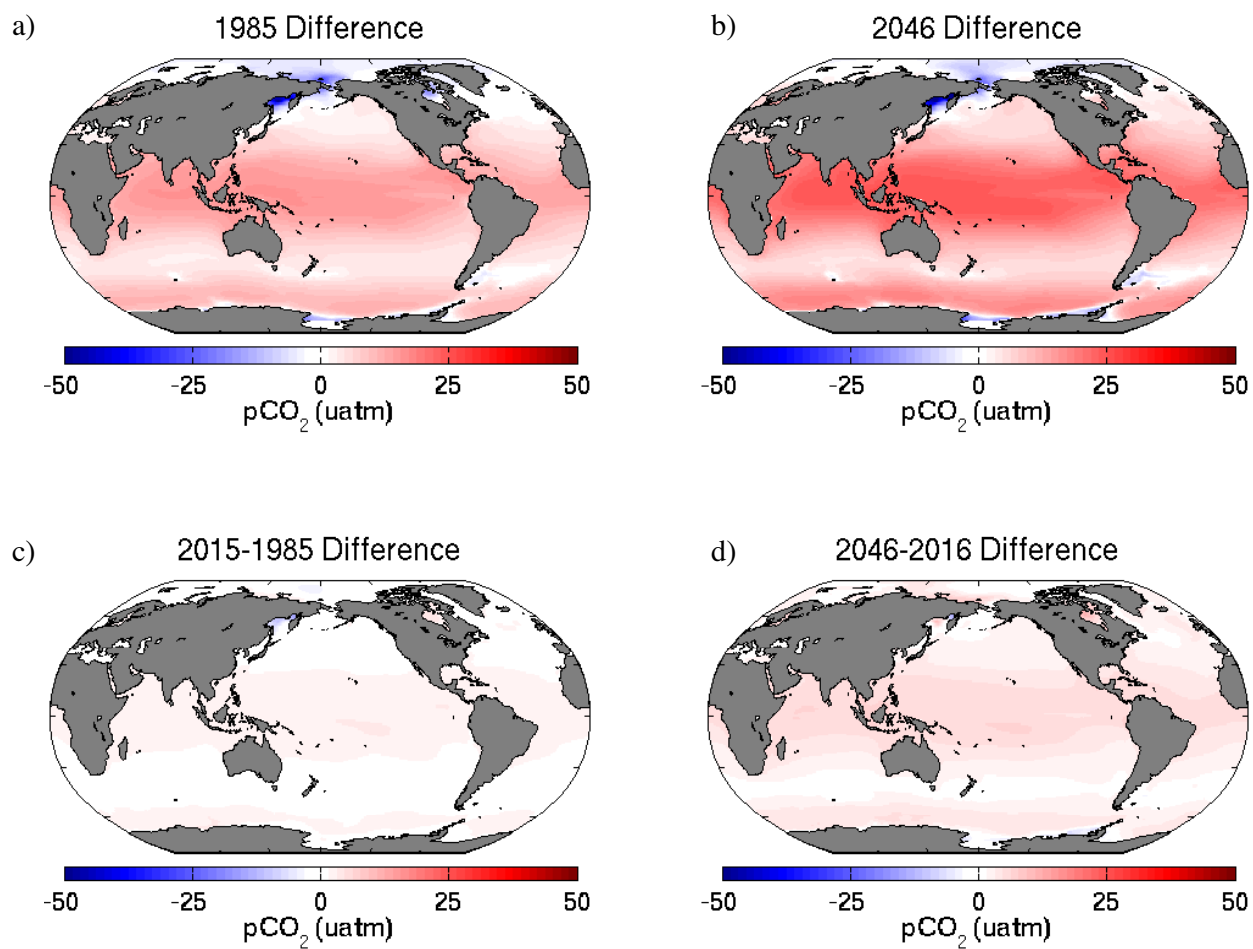 a) 1985 Difference
b) 2046 Difference
-50 -25 0 25 50
pCO2 (uatm)
-50 -25 0 25 50
pCO2 (uatm)
c) 2015-1985 Difference
d) 2046-2016 Difference
-50 -25 0 25 50
pCO2 (uatm)
-50 -25 0 25 50
pCO2 (uatm)